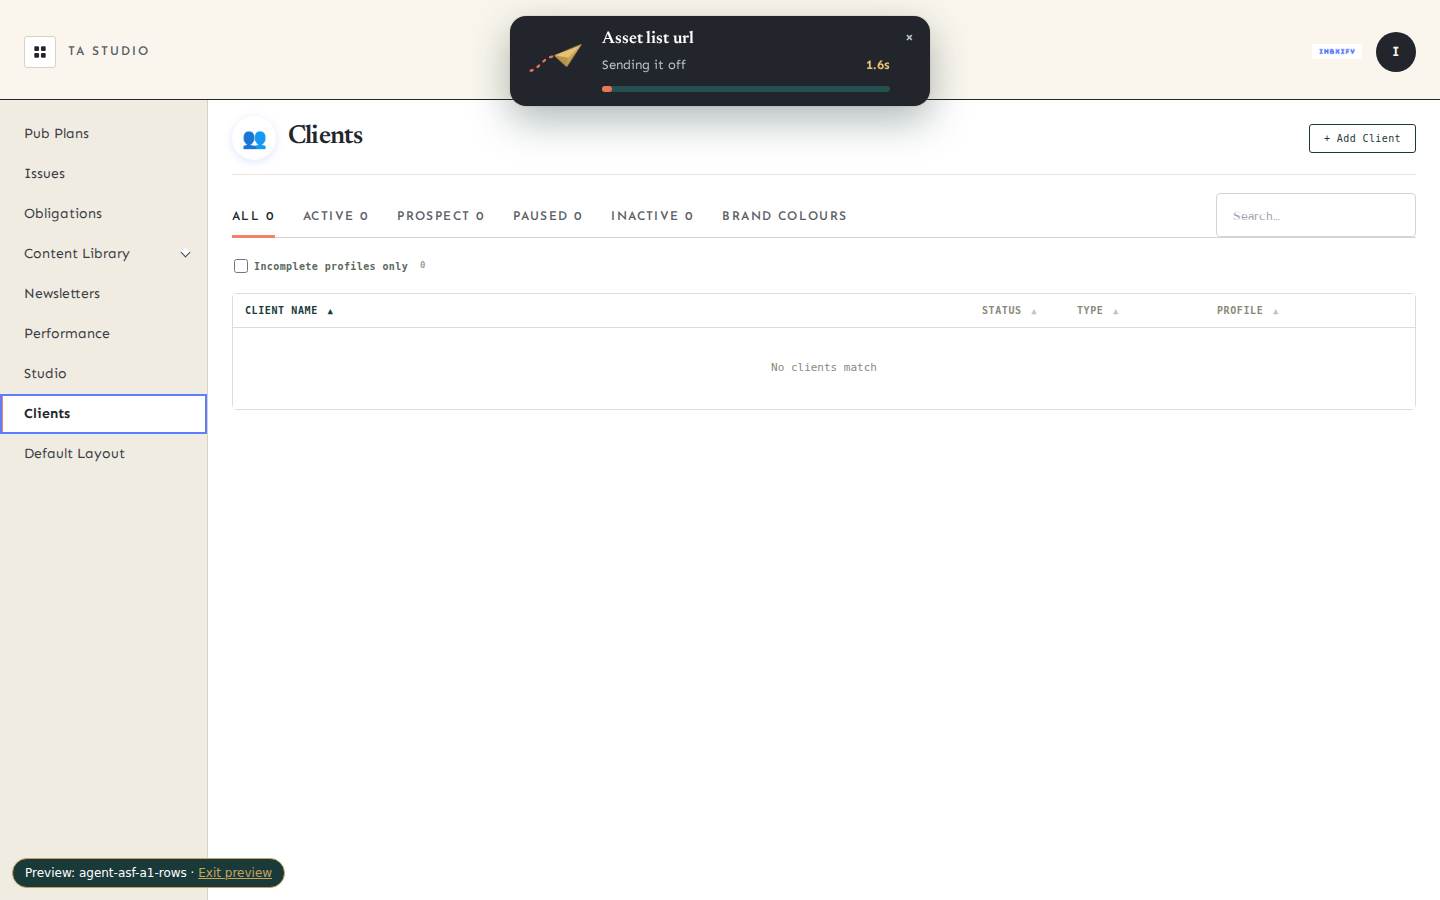 TA STUDIO
Asset list url
×
Sending it off
1.6s
INBXIFY
I
Pub Plans
Issues
Obligations
Content Library
Newsletters
Performance
Studio
Clients
Default Layout
Clients
+ Add Client
ALL 0
ACTIVE 0
PROSPECT 0
PAUSED 0
INACTIVE 0
BRAND COLOURS
Search...
Incomplete profiles only 0
CLIENT NAME ▲
STATUS ▲
TYPE ▲
PROFILE ▲
No clients match
Preview: agent-asf-a1-rows · Exit preview